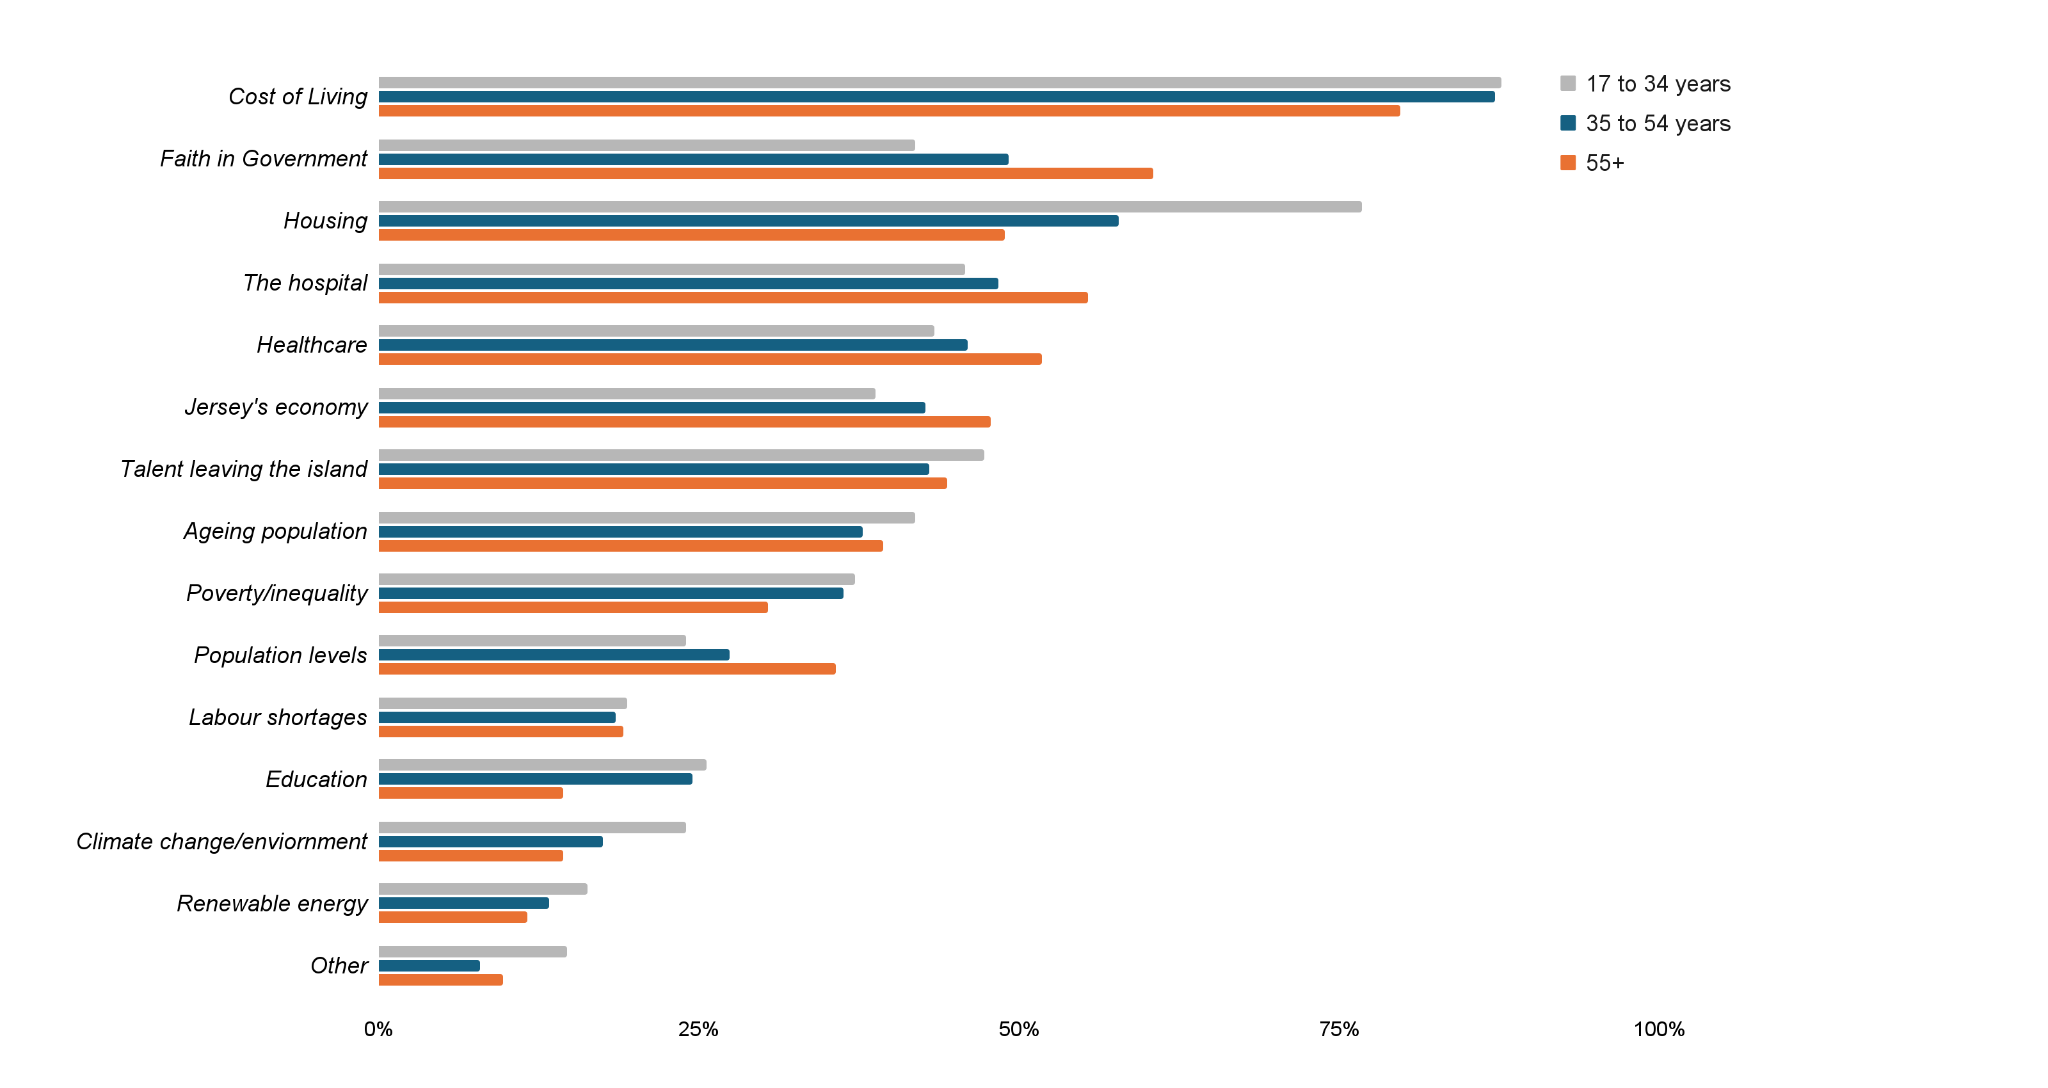 Cost of Living
Faith in Government
Housing
The hospital
Healthcare
Jersey's economy
Talent leaving the island
Ageing population
Poverty/inequality
Population levels
Labour shortages
Education
Climate change/enviornment
Renewable energy
Other
0% 25% 50% 75% 100%
17 to 34 years
35 to 54 years
55+